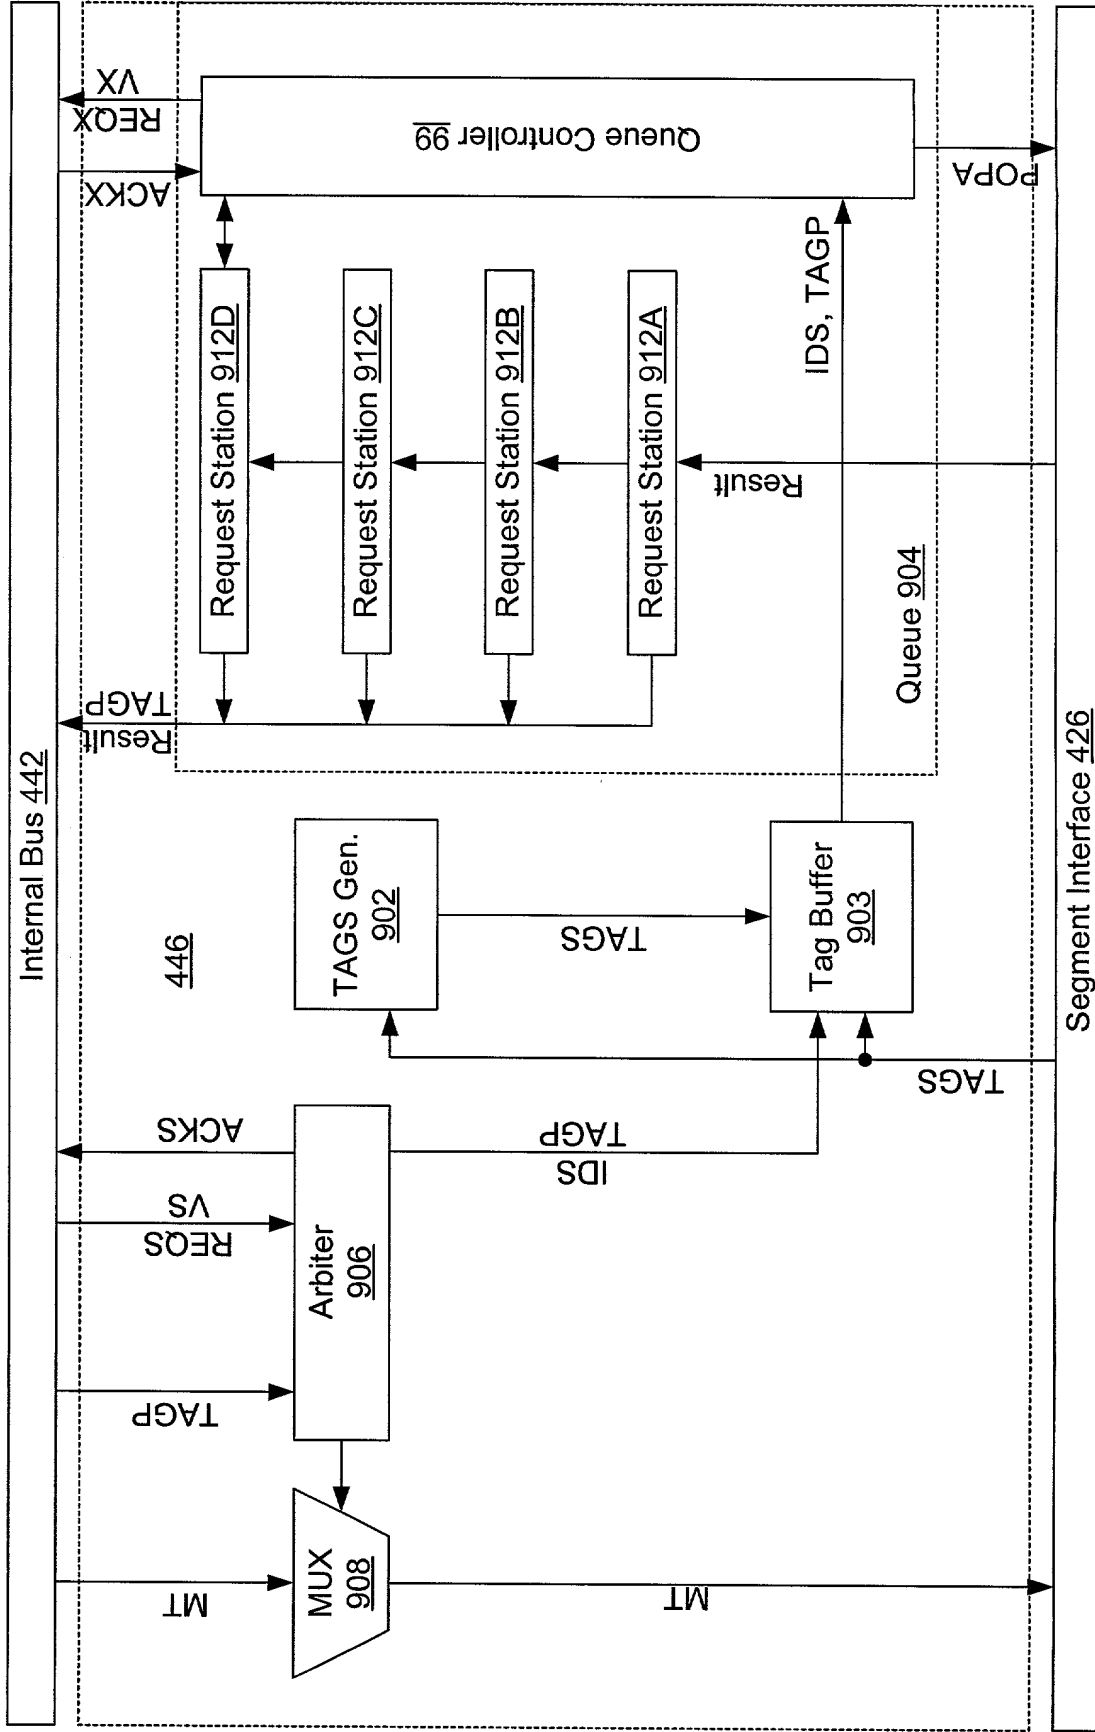 Internal Bus 442
446
MT
TAGP
REQS
VS
ACKS
Result
TAGP
ACKX
REQX
VX
MUX
908
Arbiter
906
IDS
TAGP
TAGS Gen.
902
TAGS
Tag Buffer
903
TAGS
MT
Request Station 912D
Request Station 912C
Request Station 912B
Request Station 912A
Result
Queue Controller 99
IDS, TAGP
Queue 904
POPA
Segment Interface 426